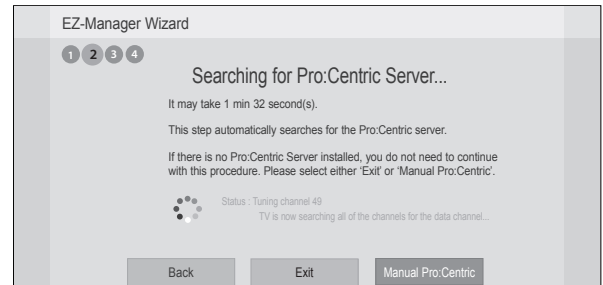 EZ-Manager Wizard
1 2 3 4
Searching for Pro:Centric Server...
It may take 1 min 32 second(s).
This step automatically searches for the Pro:Centric server.
If there is no Pro:Centric Server installed, you do not need to continue
with this procedure. Please select either ‘Exit’ or ‘Manual Pro:Centric’.
Status : Tuning channel 49
TV is now searching all of the channels for the data channel...
Back Exit Manual Pro:Centric